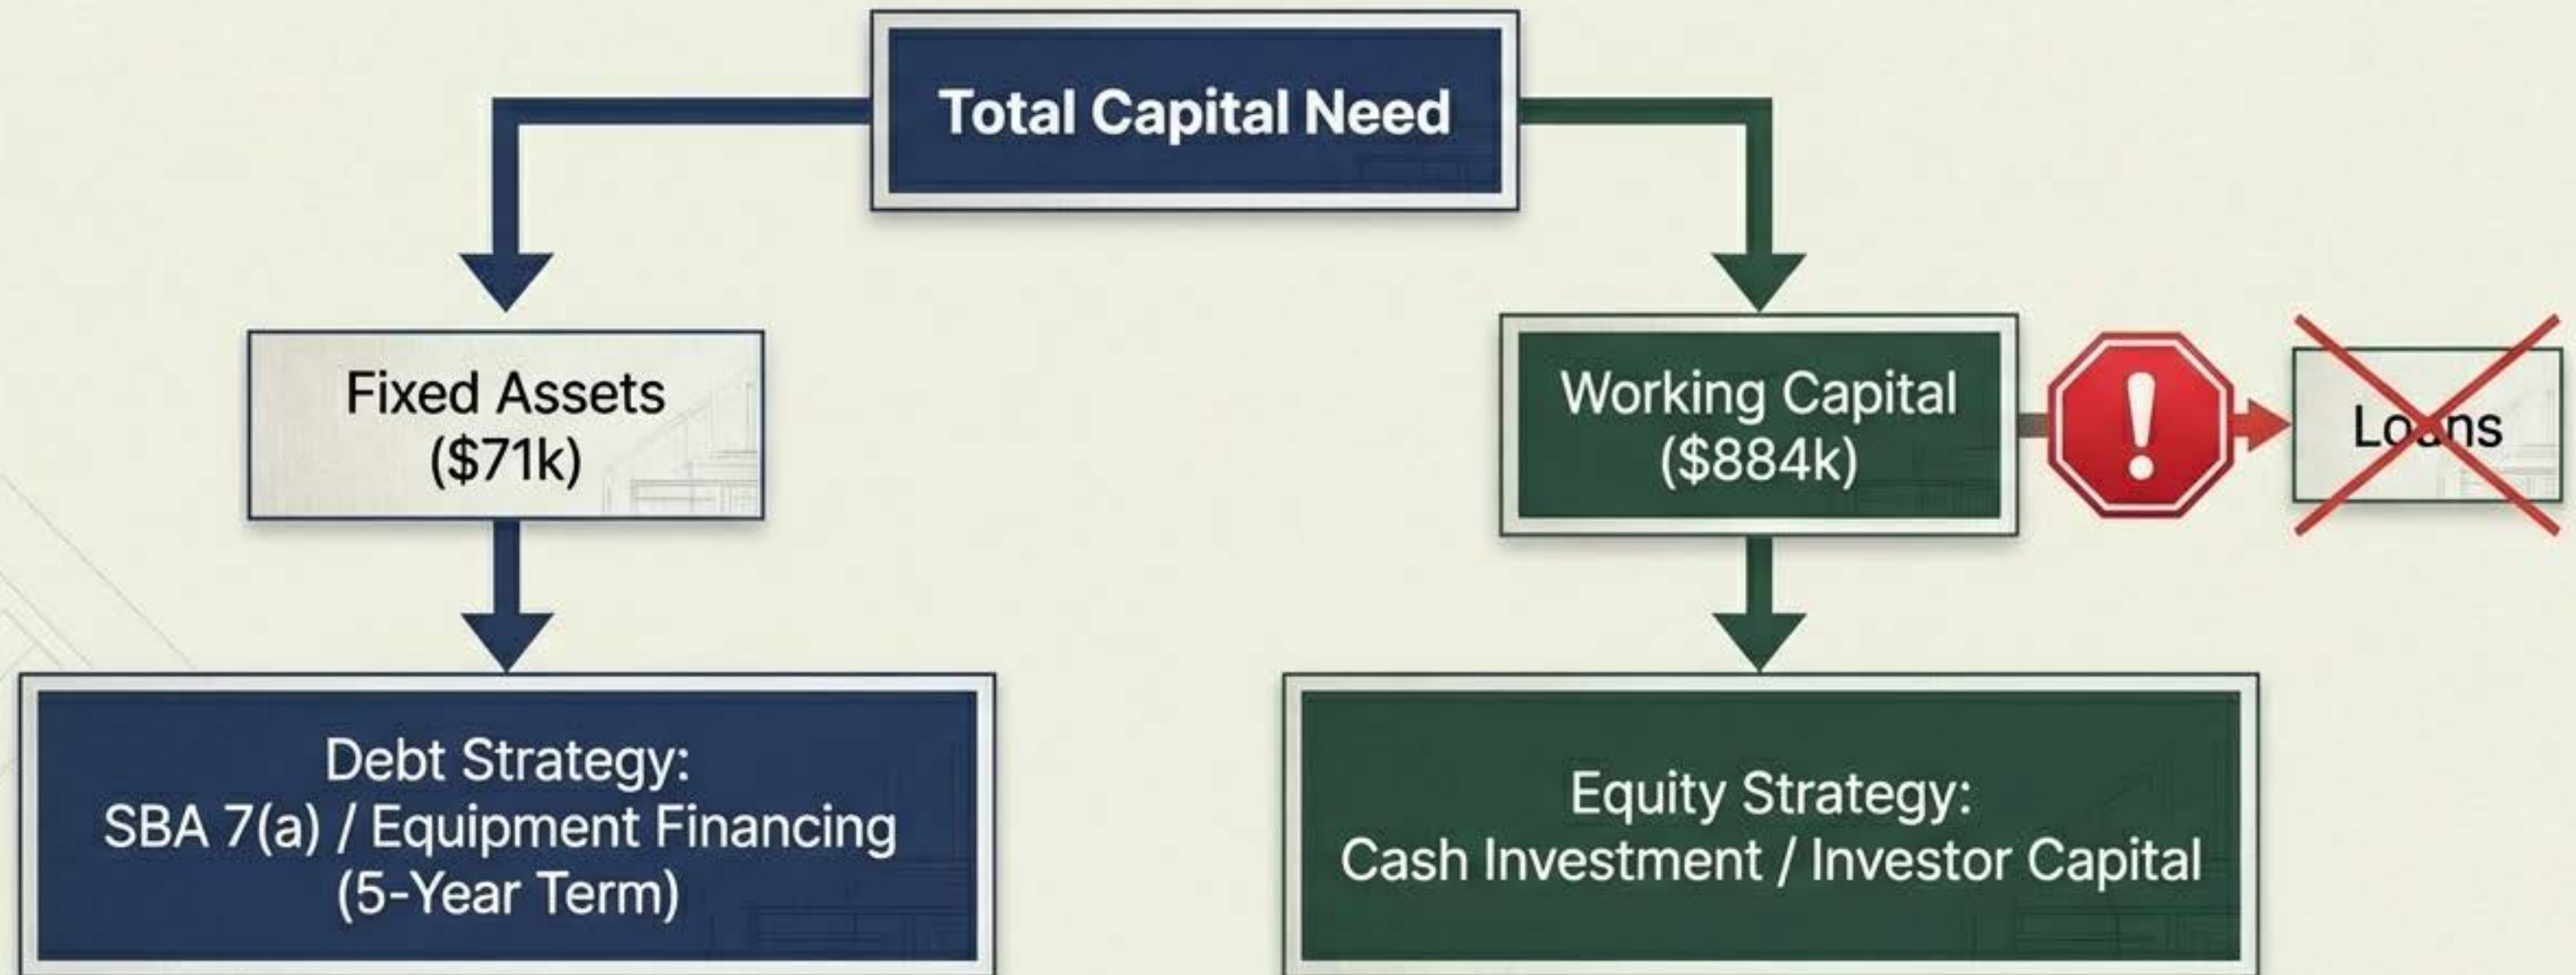 Total Capital Need
Fixed Assets
($71k)
Working Capital
($884k)
!
Loans
Debt Strategy:
SBA 7(a) / Equipment Financing
(5-Year Term)
Equity Strategy:
Cash Investment / Investor Capital